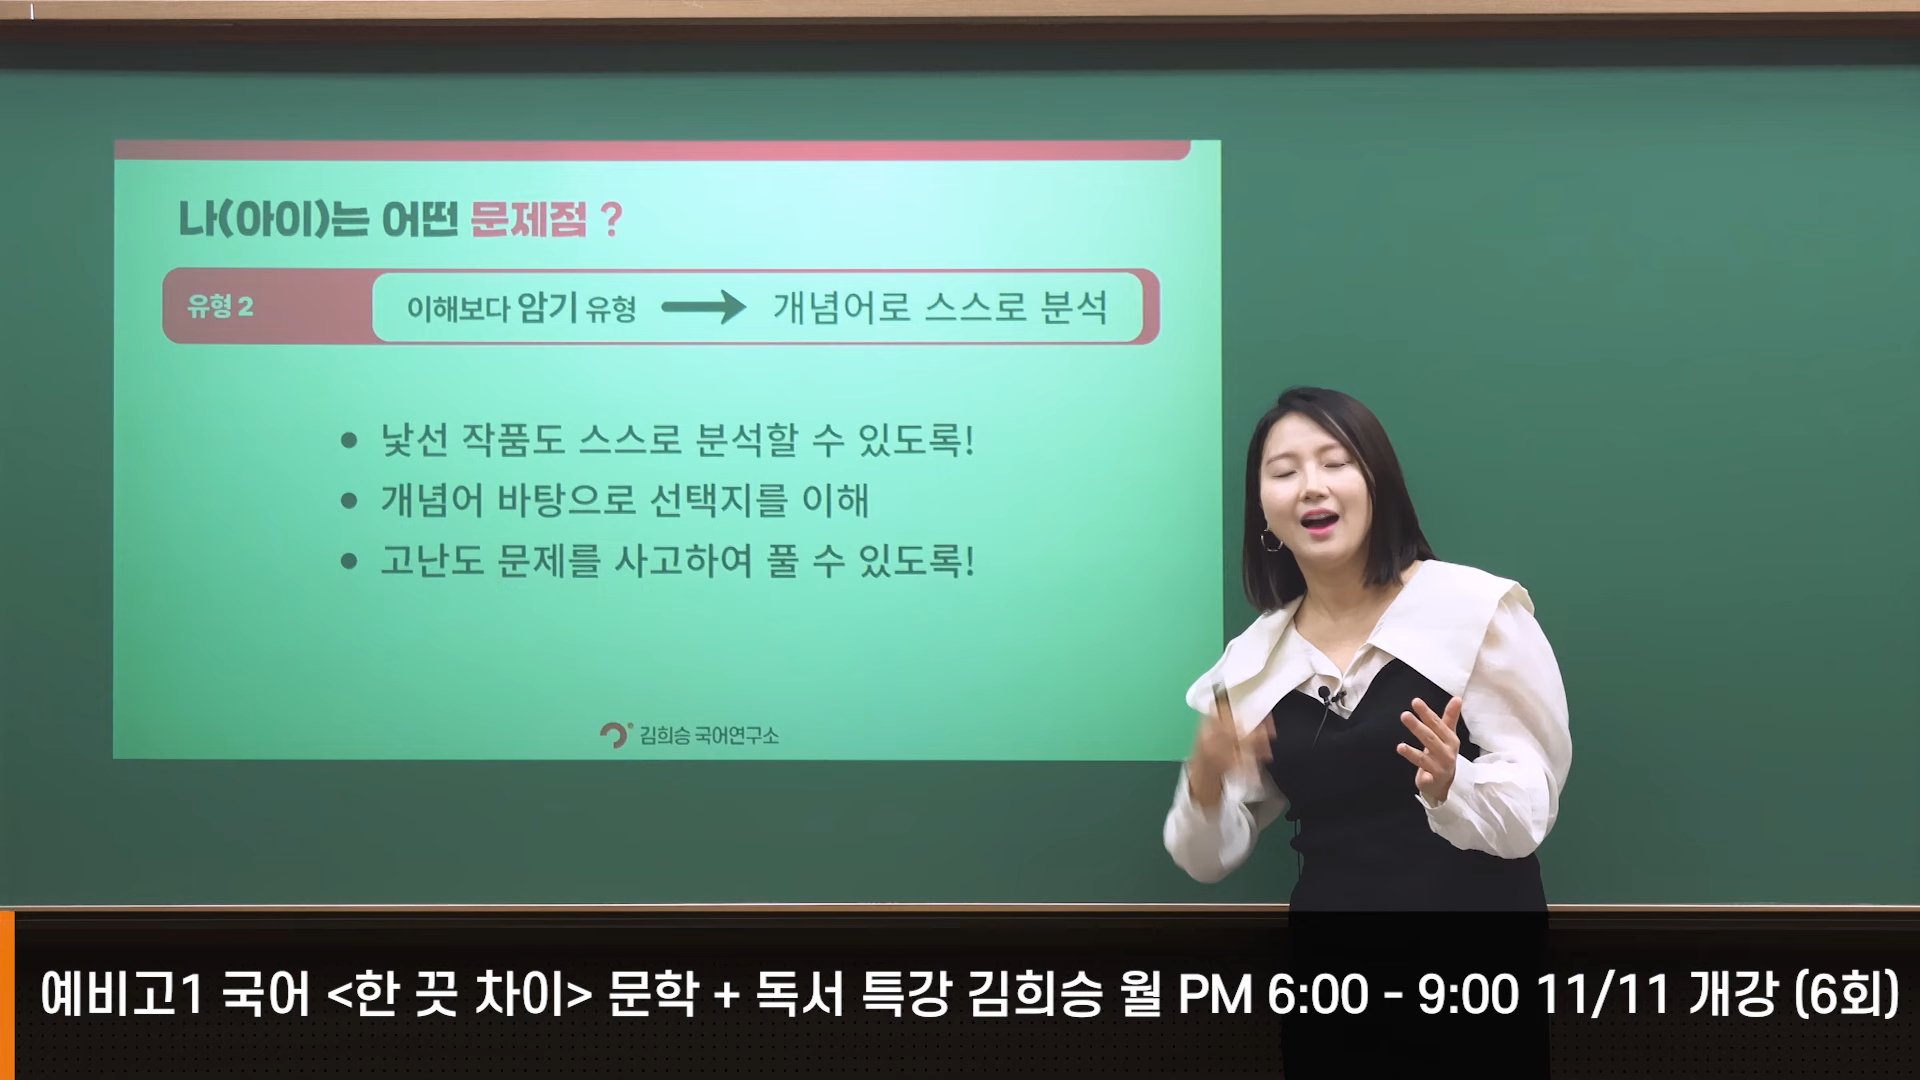 나(아이)는 어떤 문제점 ?
유형 2 이해보다 암기 유형 → 개념어로 스스로 분석
• 낯선 작품도 스스로 분석할 수 있도록!
• 개념어 바탕으로 선택지를 이해
• 고난도 문제를 사고하여 풀 수 있도록!
김희승 국어연구소
예비고1 국어 <한 끗 차이> 문학 + 독서 특강 김희승 월 PM 6:00 - 9:00 11/11 개강 (6회)